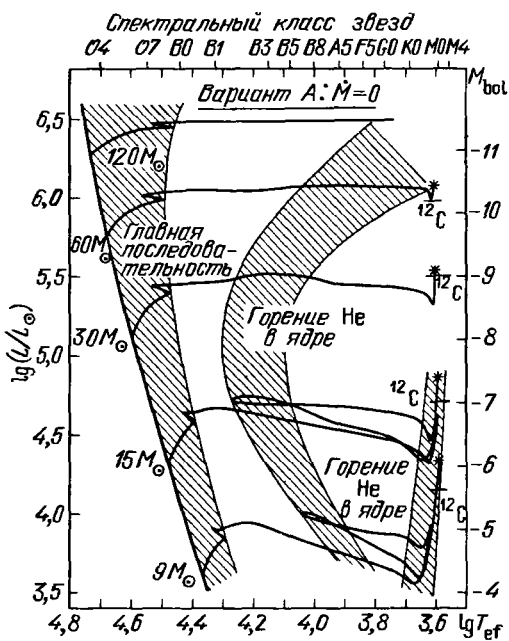 Спектральный класс звезд
O4 O7 B0 B1 B3 B5 B8 A5 F5 G0 K0 M0 M4
Вариант А: Ṁ=0
M bol
6,5
6,0
5,5
5,0
4,5
4,0
3,5
lg(L/L⊙)
-11
-10
-9
-8
-7
-6
-5
-4
120M⊙
60M⊙
30M⊙
15M⊙
9M⊙
Главная
последова-
тельность
Горение He
в ядре
Горение
He
в ядре
¹²C
¹²C
¹²C
¹²C
4,8 4,6 4,4 4,2 4,0 3,8 3,6 lgT ef